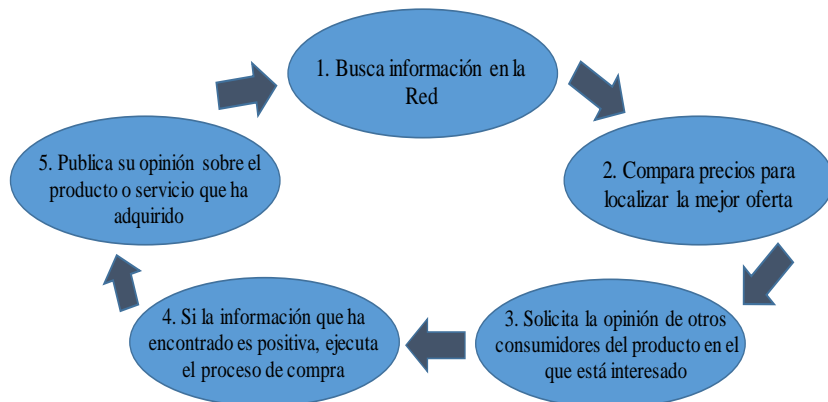 1. Busca información en la
Red
2. Compara precios para
localizar la mejor oferta
3. Solicita la opinión de otros
consumidores del producto en el
que está interesado
4. Si la información que ha
encontrado es positiva, ejecuta
el proceso de compra
5. Publica su opinión sobre el
producto o servicio que ha
adquirido